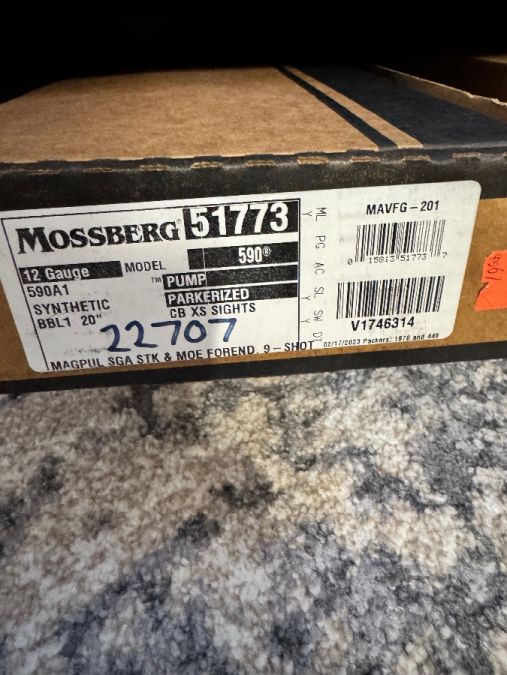 MOSSBERG® 51773
12 Gauge MODEL 590®
590A1 ™ PUMP
SYNTHETIC PARKERIZED
BBL1 20" CB XS SIGHTS
22707
MAGPUL SGA STK & MOE FOREND, 9-SHOT
Y Y
ML PG AC SL SW DT
MAVFG-201
0 15813 51773 7
V1746314
02/17/2023 Packers: 1978 and 449